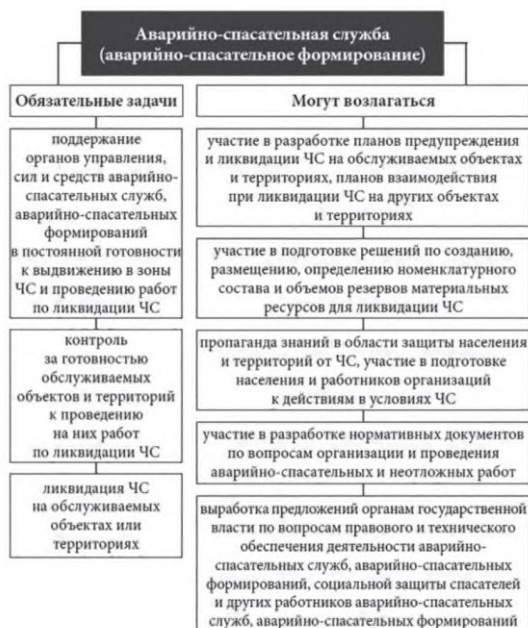 Аварийно-спасательная служба
(аварийно-спасательное формирование)
Обязательные задачи
поддержание
органов управления,
сил и средств аварийно-
спасательных служб,
аварийно-спасательных
формирований
в постоянной готовности
к выдвижению в зоны
ЧС и проведению работ
по ликвидации ЧС
контроль
за готовностью
обслуживаемых
объектов и территорий
к проведению
на них работ
по ликвидации ЧС
ликвидация ЧС
на обслуживаемых
объектах или
территориях
Могут возлагаться
участие в разработке планов предупреждения
и ликвидации ЧС на обслуживаемых объектах
и территориях, планов взаимодействия
при ликвидации ЧС на других объектах
и территориях
участие в подготовке решений по созданию,
размещению, определению номенклатурного
состава и объемов резервов материальных
ресурсов для ликвидации ЧС
пропаганда знаний в области защиты населения
и территорий от ЧС, участие в подготовке
населения и работников организаций
к действиям в условиях ЧС
участие в разработке нормативных документов
по вопросам организации и проведения
аварийно-спасательных и неотложных работ
выработка предложений органам государственной
власти по вопросам правового и технического
обеспечения деятельности аварийно-
спасательных служб, аварийно-спасательных
формирований, социальной защиты спасателей
и других работников аварийно-спасательных
служб, аварийно-спасательных формирований